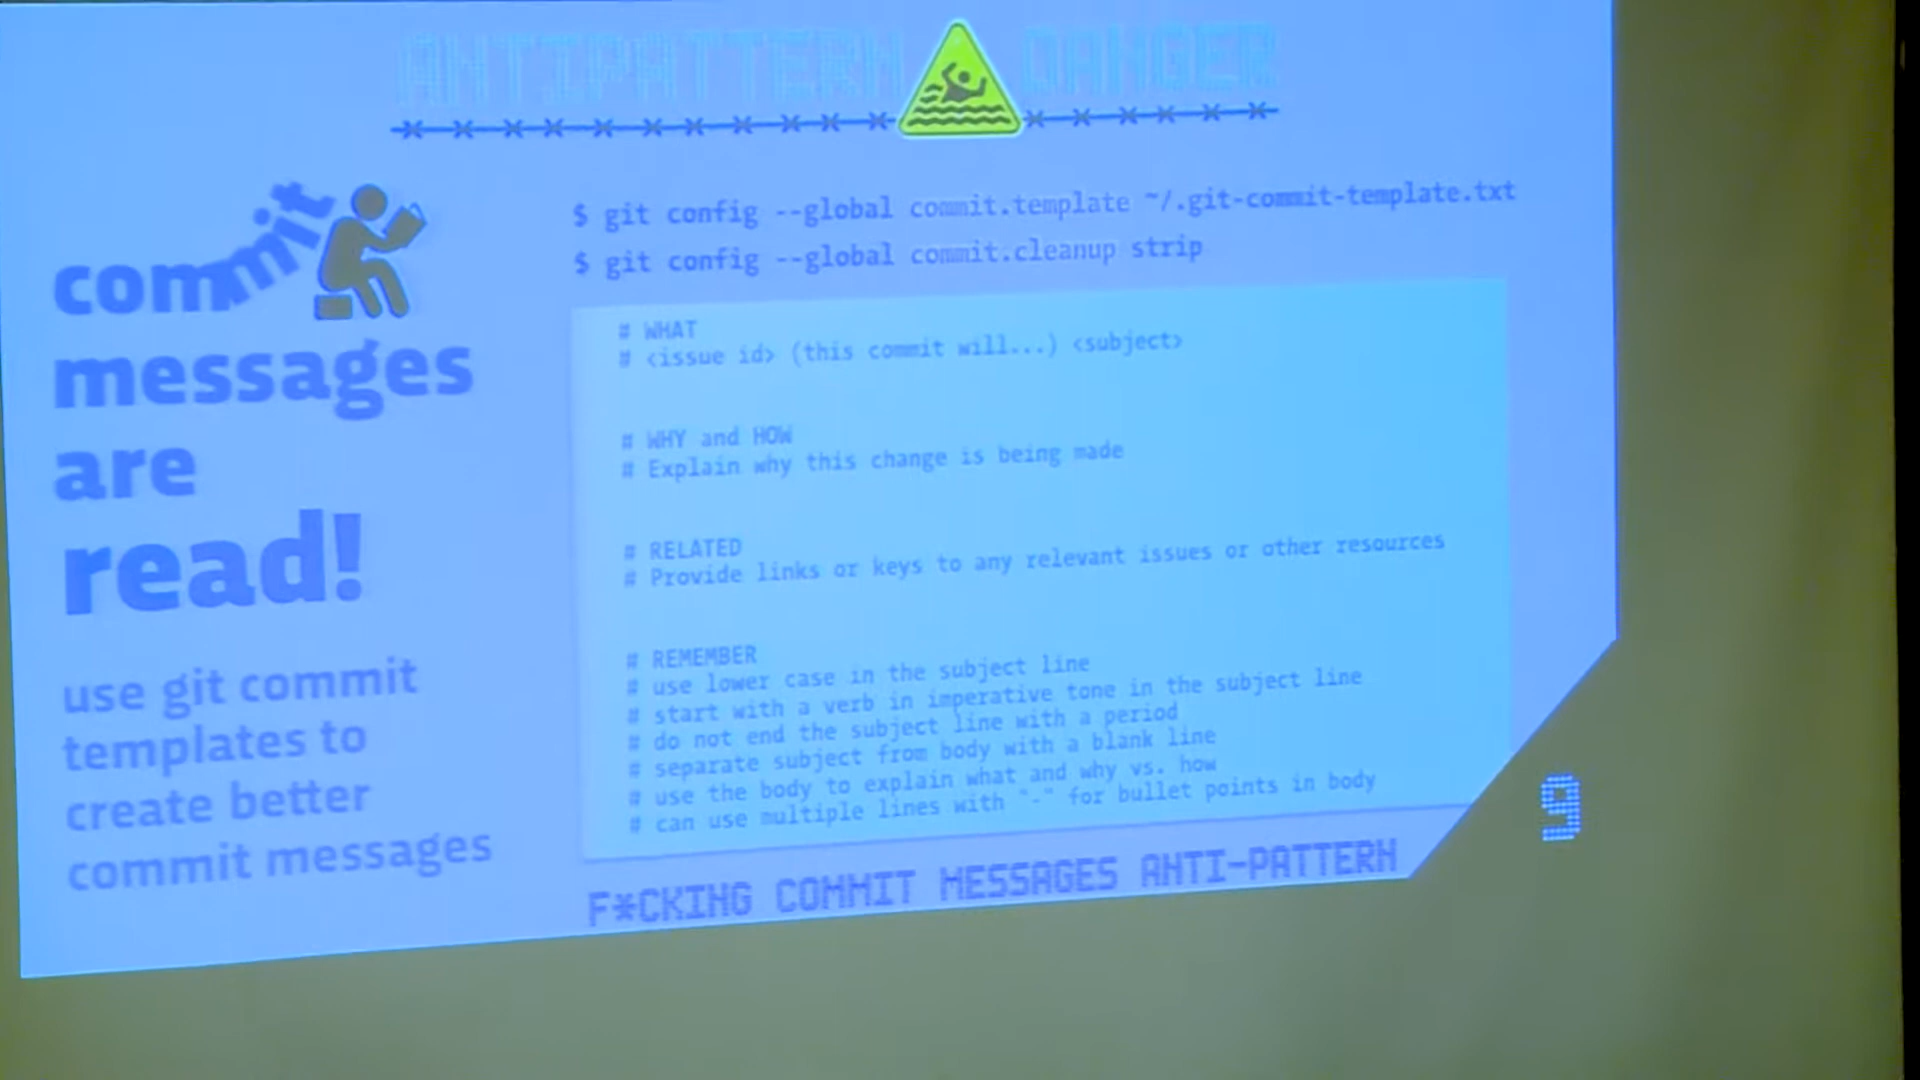 ANTIPATTERN DANGER
commit
messages
are
read!
use git commit
templates to
create better
commit messages
$ git config --global commit.template ~/.git-commit-template.txt
$ git config --global commit.cleanup strip
# WHAT
# <issue id> (this commit will...) <subject>
# WHY and HOW
# Explain why this change is being made
# RELATED
# Provide links or keys to any relevant issues or other resources
# REMEMBER
# use lower case in the subject line
# start with a verb in imperative tone in the subject line
# do not end the subject line with a period
# separate subject from body with a blank line
# use the body to explain what and why vs. how
# can use multiple lines with "-" for bullet points in body
F*CKING COMMIT MESSAGES ANTI-PATTERN
9